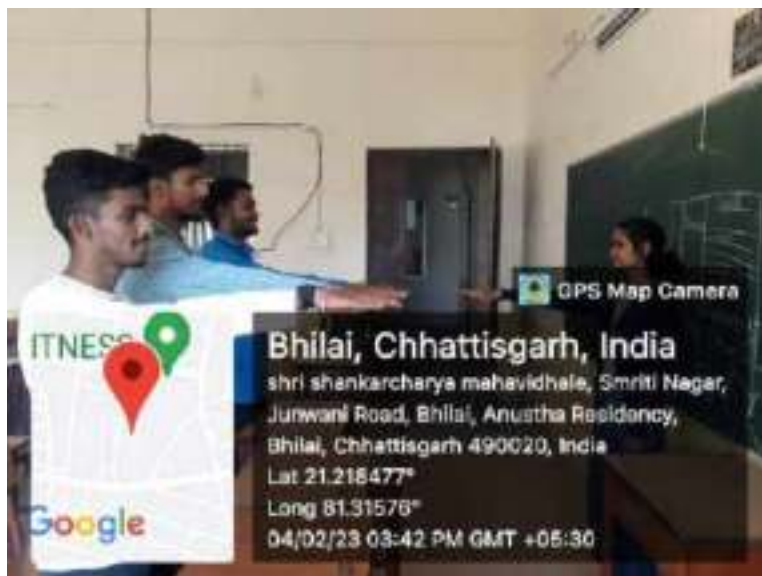 ITNESS
Google
GPS Map Camera
Bhilai, Chhattisgarh, India
shri shankarcharya mahavidhale, Smriti Nagar,
Junwani Road, Bhilai, Anustha Residency,
Bhilai, Chhattisgarh 490020, India
Lat 21.218477°
Long 81.31576°
04/02/23 03:42 PM GMT +05:30